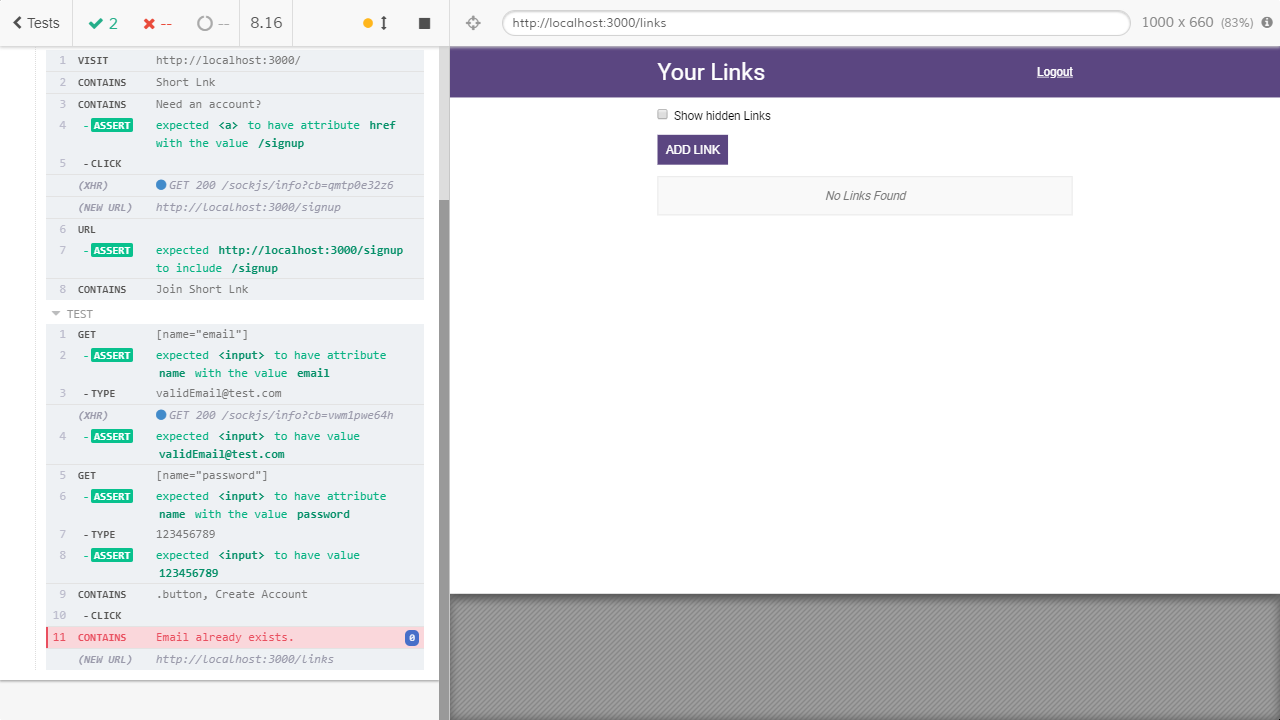 Tests
2
--
--
8.16
1 VISIT http://localhost:3000/
2 CONTAINS Short Lnk
3 CONTAINS Need an account?
4 - ASSERT expected <a> to have attribute href
with the value /signup
5 - CLICK
(XHR) GET 200 /sockjs/info?cb=qmtp0e32z6
(NEW URL) http://localhost:3000/signup
6 URL
7 - ASSERT expected http://localhost:3000/signup
to include /signup
8 CONTAINS Join Short Lnk
TEST
1 GET [name="email"]
2 - ASSERT expected <input> to have attribute
name with the value email
3 - TYPE validEmail@test.com
(XHR) GET 200 /sockjs/info?cb=vwm1pwe64h
4 - ASSERT expected <input> to have value
validEmail@test.com
5 GET [name="password"]
6 - ASSERT expected <input> to have attribute
name with the value password
7 - TYPE 123456789
8 - ASSERT expected <input> to have value
123456789
9 CONTAINS .button, Create Account
10 - CLICK
11 CONTAINS Email already exists. 0
(NEW URL) http://localhost:3000/links
http://localhost:3000/links
1000 x 660 (83%)
Your Links
Logout
Show hidden Links
ADD LINK
No Links Found